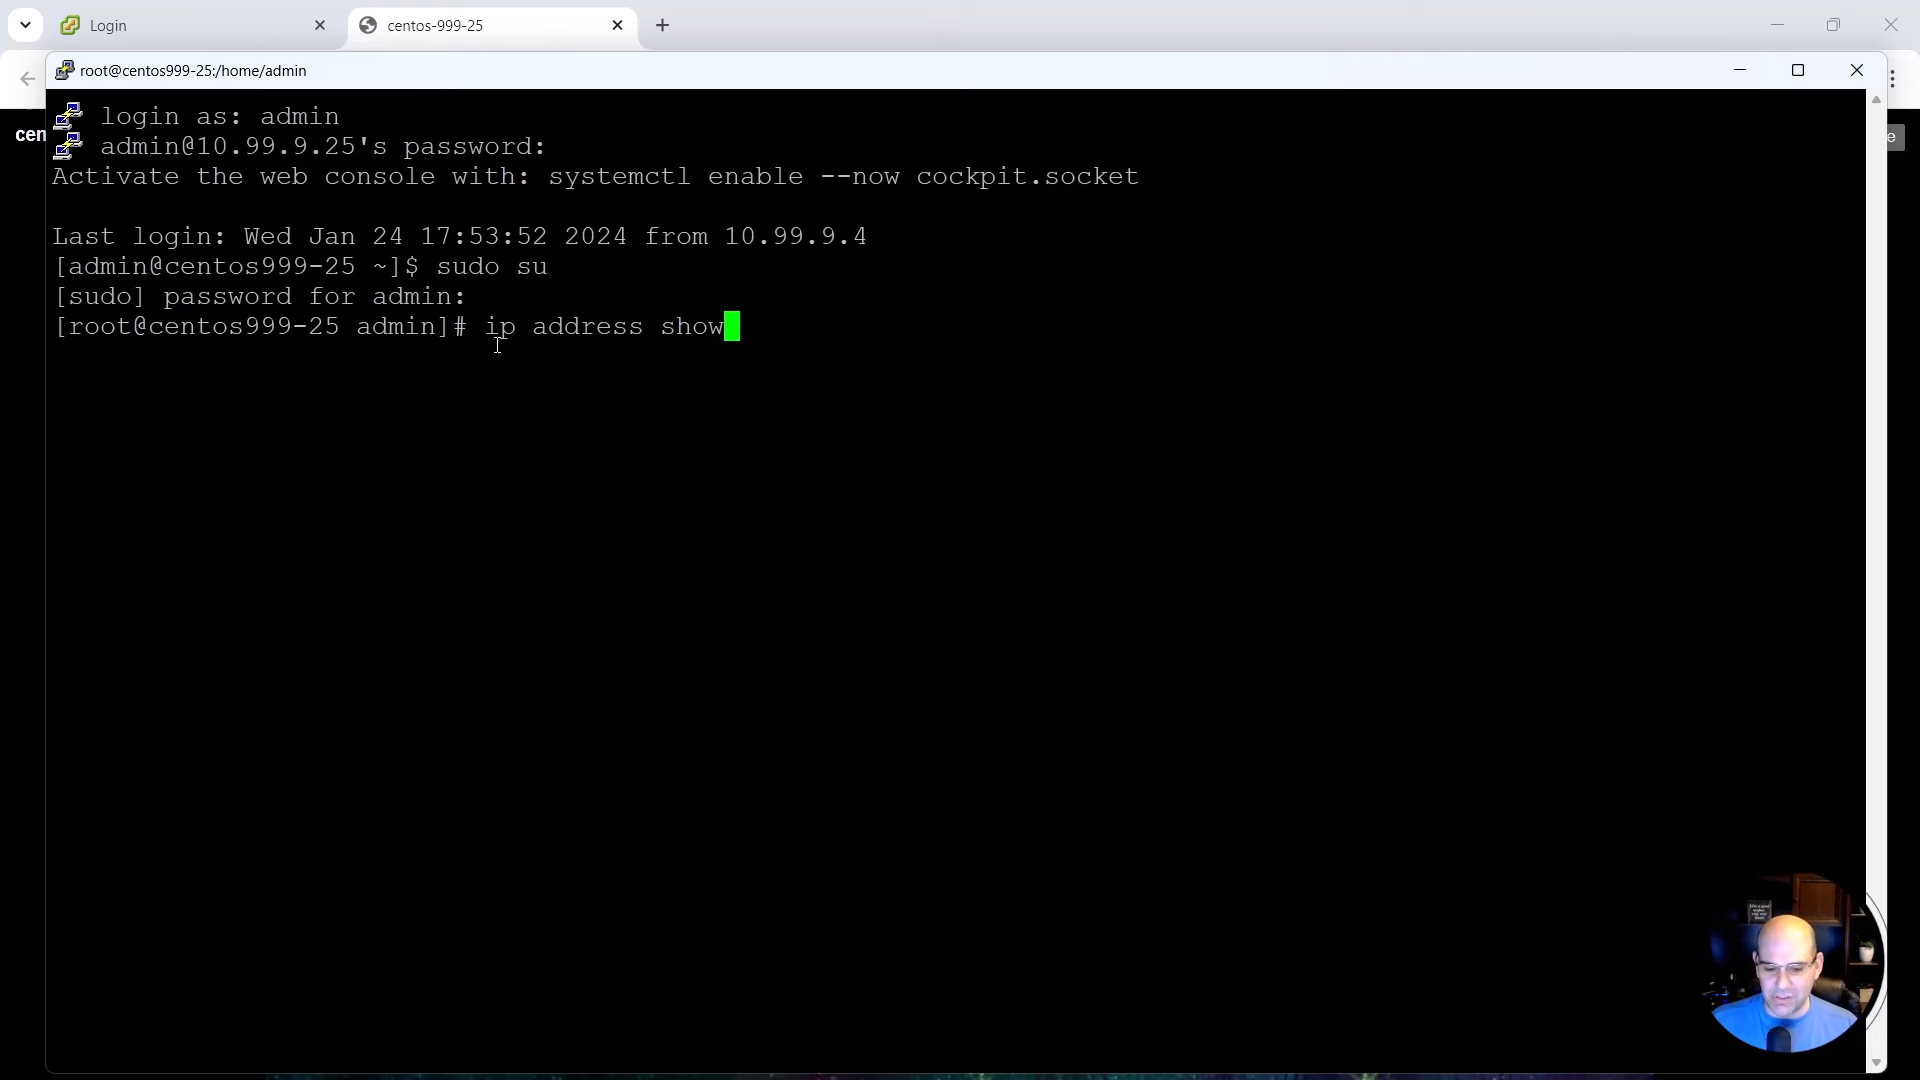 Login
centos-999-25
root@centos999-25:/home/admin
cen
e
login as: admin
admin@10.99.9.25's password:
Activate the web console with: systemctl enable --now cockpit.socket
Last login: Wed Jan 24 17:53:52 2024 from 10.99.9.4
[admin@centos999-25 ~]$ sudo su
[sudo] password for admin:
[root@centos999-25 admin]# ip address show